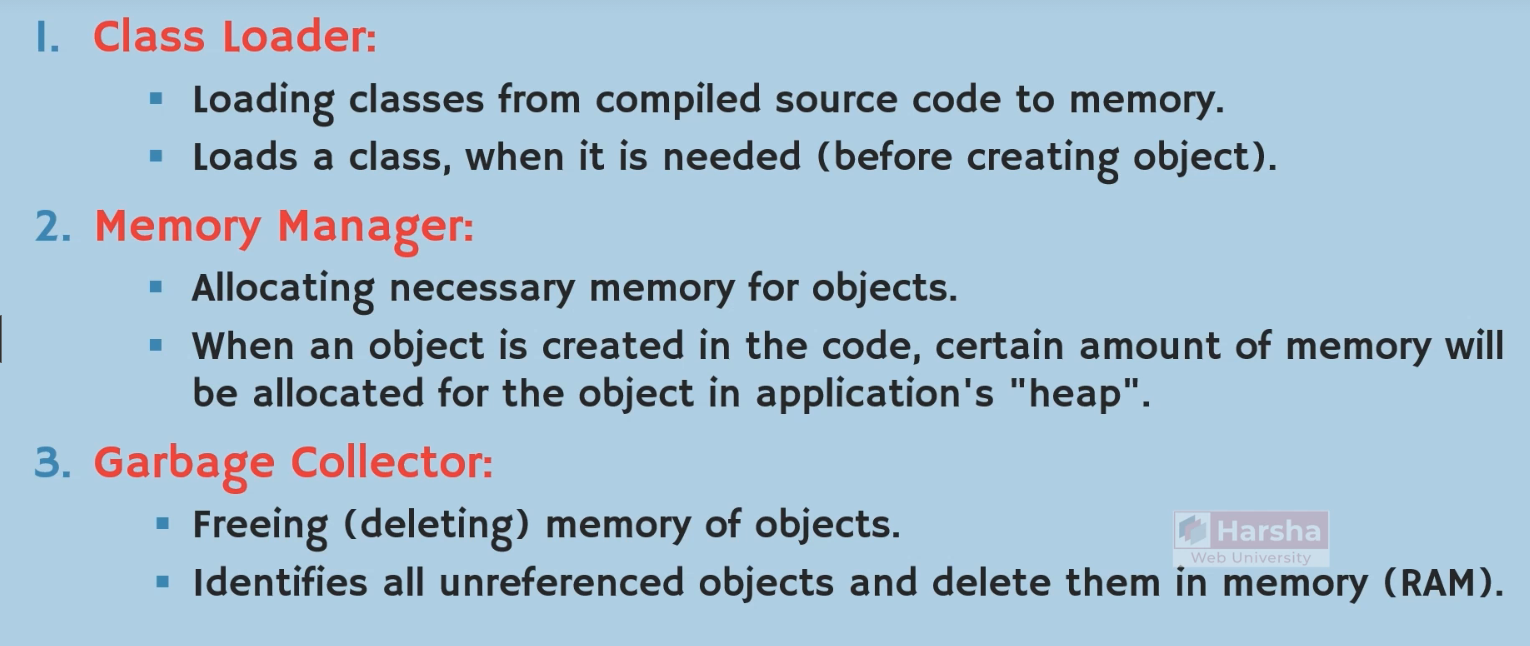 1. Class Loader:
▪ Loading classes from compiled source code to memory.
▪ Loads a class, when it is needed (before creating object).
2. Memory Manager:
▪ Allocating necessary memory for objects.
▪ When an object is created in the code, certain amount of memory will
be allocated for the object in application's "heap".
3. Garbage Collector:
▪ Freeing (deleting) memory of objects.
Harsha
Web University
▪ Identifies all unreferenced objects and delete them in memory (RAM).